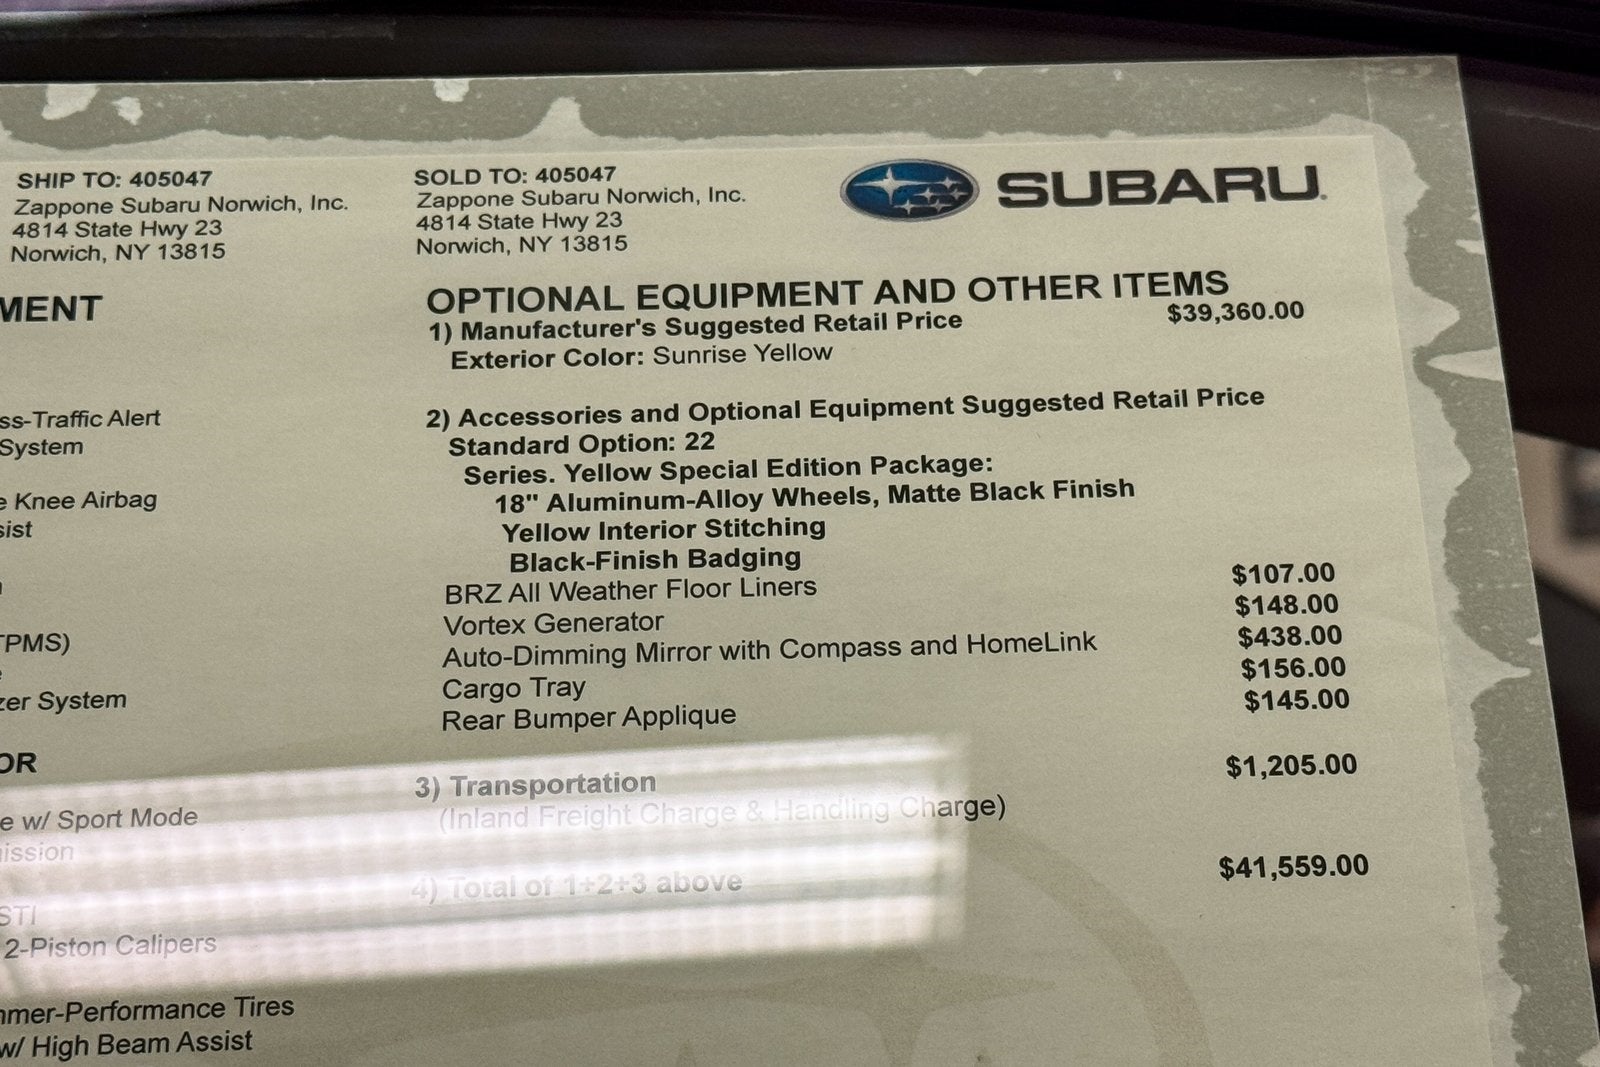 SHIP TO: 405047
Zappone Subaru Norwich, Inc.
4814 State Hwy 23
Norwich, NY 13815
SOLD TO: 405047
Zappone Subaru Norwich, Inc.
4814 State Hwy 23
Norwich, NY 13815
SUBARU
MENT
ss-Traffic Alert
System
e Knee Airbag
sist
TPMS)
zer System
OR
e w/ Sport Mode
ission
STI
2-Piston Calipers
mmer-Performance Tires
w/ High Beam Assist
OPTIONAL EQUIPMENT AND OTHER ITEMS
1) Manufacturer's Suggested Retail Price $39,360.00
Exterior Color: Sunrise Yellow
2) Accessories and Optional Equipment Suggested Retail Price
Standard Option: 22
Series. Yellow Special Edition Package:
18" Aluminum-Alloy Wheels, Matte Black Finish
Yellow Interior Stitching
Black-Finish Badging
BRZ All Weather Floor Liners $107.00
Vortex Generator $148.00
Auto-Dimming Mirror with Compass and HomeLink $438.00
Cargo Tray $156.00
Rear Bumper Applique $145.00
3) Transportation $1,205.00
(Inland Freight Charge & Handling Charge)
4) Total of 1+2+3 above $41,559.00